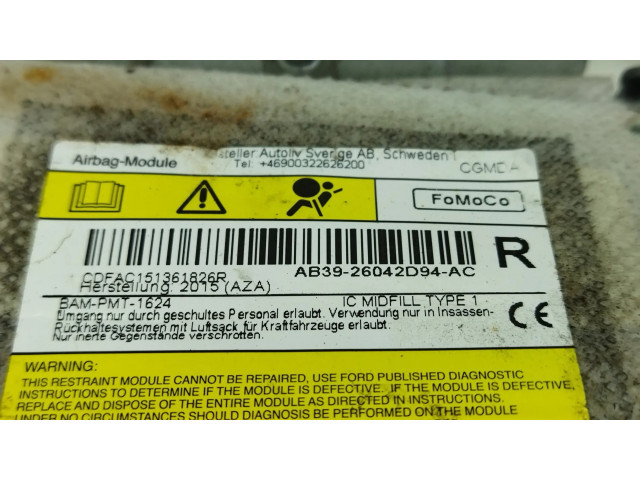 Airbag-Module
steller Autoliv Sverige AB, Schweden
Tel: +46900322626200
FoMoCo
R
CDFAC151361826R
AB39-26042D94-AC
Herstellung: 2015 (AZA)
BAM-PMT-1624
IC MIDFILL TYPE 1
Umgang nur durch geschultes Personal erlaubt. Verwendung nur in Insassen-
Rückhaltesystemen mit Luftsack für Kraftfahrzeuge erlaubt.
Nur inerte Gegenstände verschrotten.
CE
WARNING:
THIS RESTRAINT MODULE CANNOT BE REPAIRED, USE FORD PUBLISHED DIAGNOSTIC
INSTRUCTIONS TO DETERMINE IF THE MODULE IS DEFECTIVE. IF THE MODULE IS DEFECTIVE,
REPLACE AND DISPOSE OF THE ENTIRE MODULE AS DIRECTED IN THE INSTRUCTIONS.
UNDER NO CIRCUMSTANCES SHOULD DIAGNOSIS BE PERFORMED ON THE MODULE